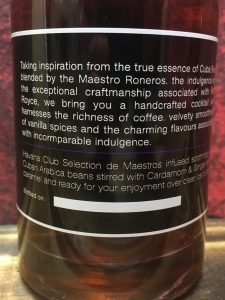 Taking inspiration from the true essence of Cuba
blended by the Maestro Roneros. the indulgence
the exceptional craftmanship associated with
Royce, we bring you a handcrafted cocktail
harnesses the richness of coffee. velvety smooth
of vanilla spices and the charming flavours
with incormparable indulgence.
Havana Club Selection de Maestros infused
Cuban Arabica beans stirred with Cardamom &
caramel and ready for your enjoyment over
Bottled on: